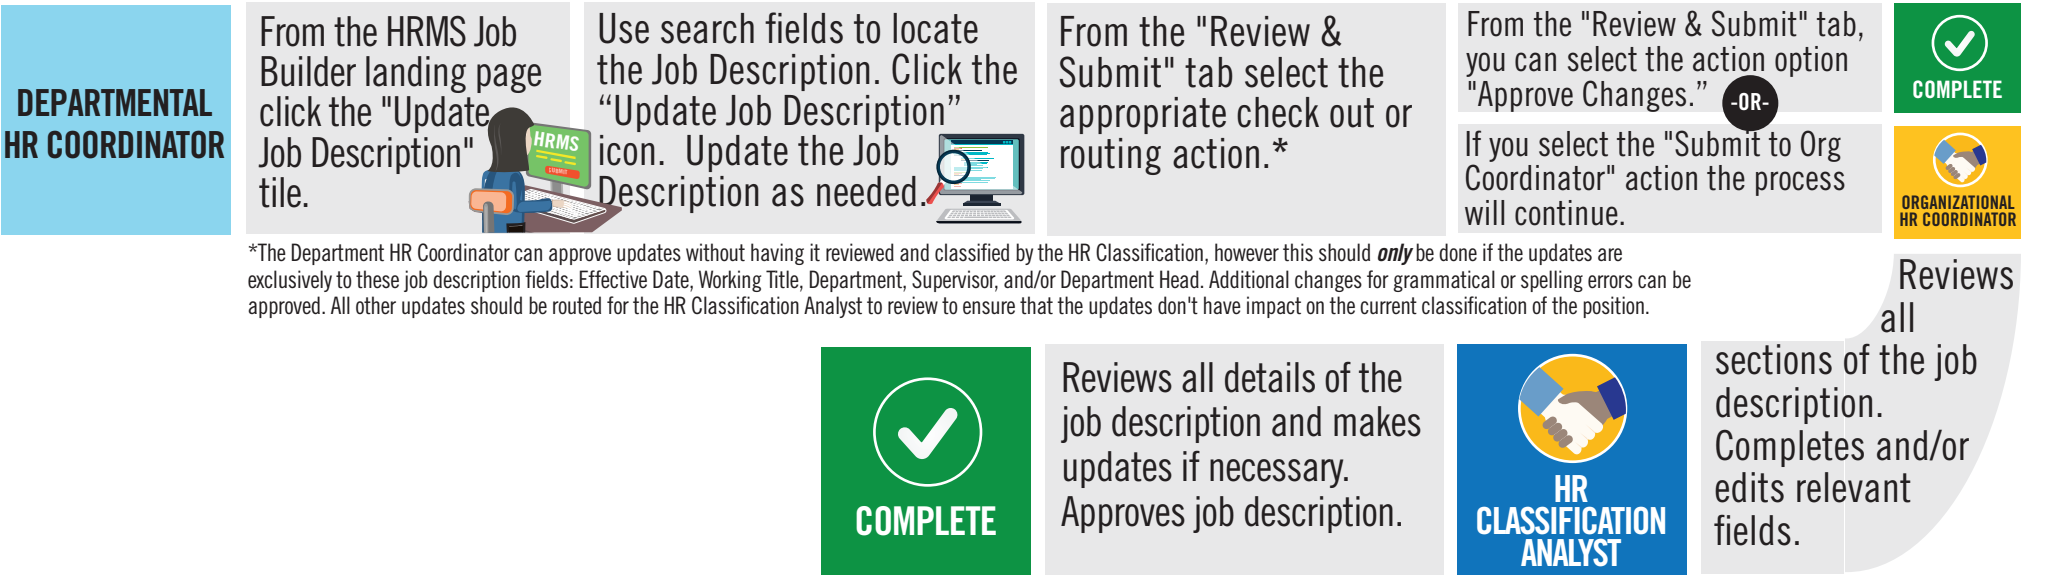 DEPARTMENTAL
HR COORDINATOR
From the HRMS Job
Builder landing page
click the "Update
Job Description"
tile.
HRMS
Use search fields to locate
the Job Description. Click the
“Update Job Description”
icon.  Update the Job
Description as needed.
From the "Review &
Submit" tab select the
appropriate check out or
routing action.*
From the "Review & Submit" tab,
you can select the action option
"Approve Changes.”
-OR-
If you select the "Submit to Org
Coordinator" action the process
will continue.
COMPLETE
ORGANIZATIONAL
HR COORDINATOR
*The Department HR Coordinator can approve updates without having it reviewed and classified by the HR Classification, however this should only be done if the updates are
exclusively to these job description fields: Effective Date, Working Title, Department, Supervisor, and/or Department Head. Additional changes for grammatical or spelling errors can be
approved. All other updates should be routed for the HR Classification Analyst to review to ensure that the updates don't have impact on the current classification of the position.
Reviews
all
sections of the job
description.
Completes and/or
edits relevant
fields.
HR
CLASSIFICATION
ANALYST
Reviews all details of the
job description and makes
updates if necessary.
Approves job description.
COMPLETE